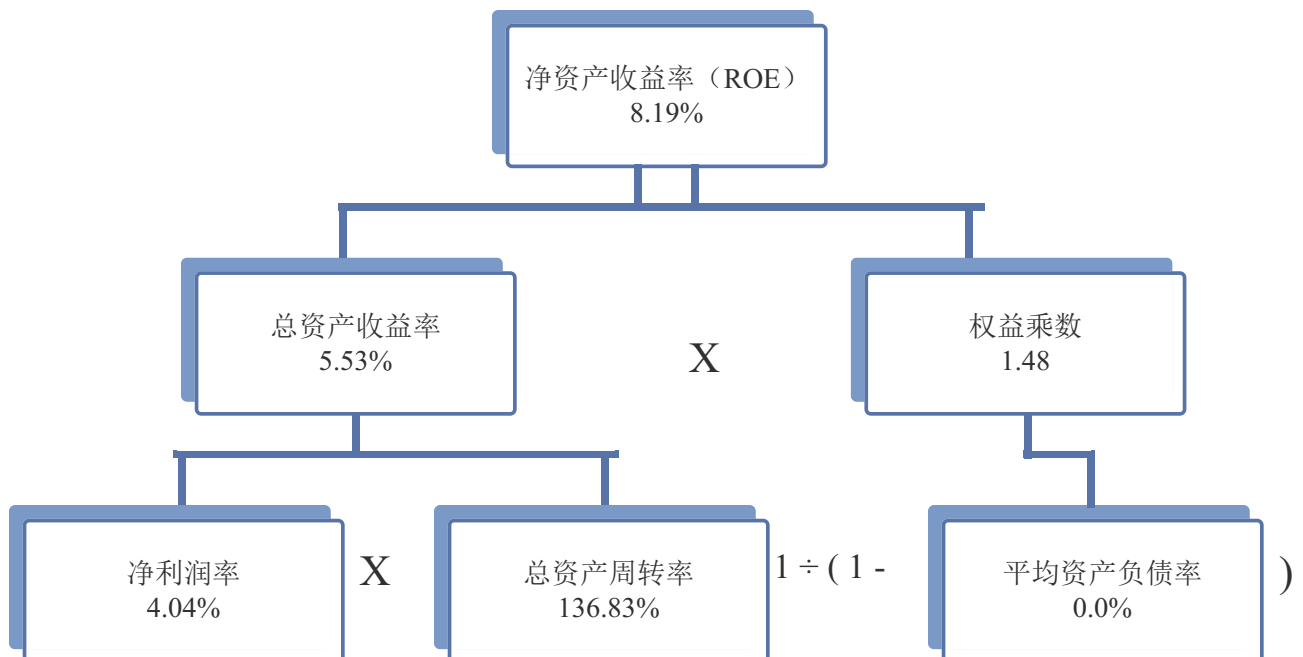 净资产收益率（ROE）
8.19%
总资产收益率
5.53%
X
权益乘数
1.48
净利润率
4.04%
X
总资产周转率
136.83%
1 ÷ ( 1 -
平均资产负债率
0.0%
)